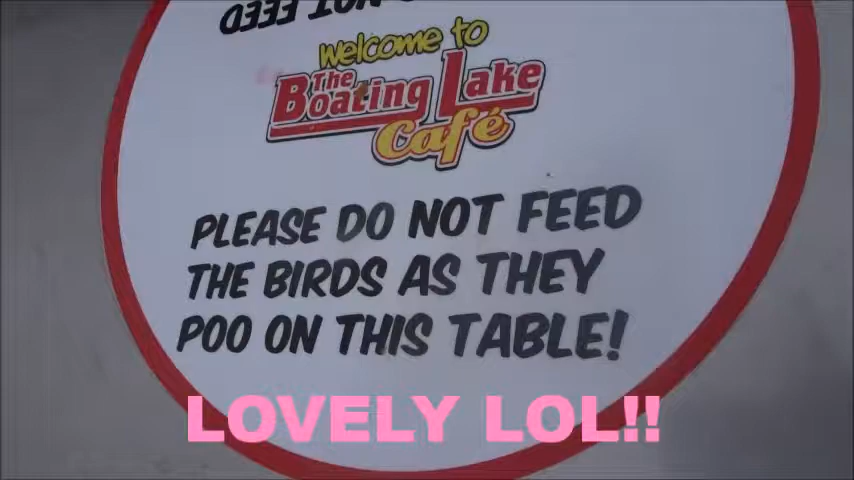 NOT FEED
Welcome to
The
Boating Lake
Café
PLEASE DO NOT FEED
THE BIRDS AS THEY
POO ON THIS TABLE!
LOVELY LOL!!